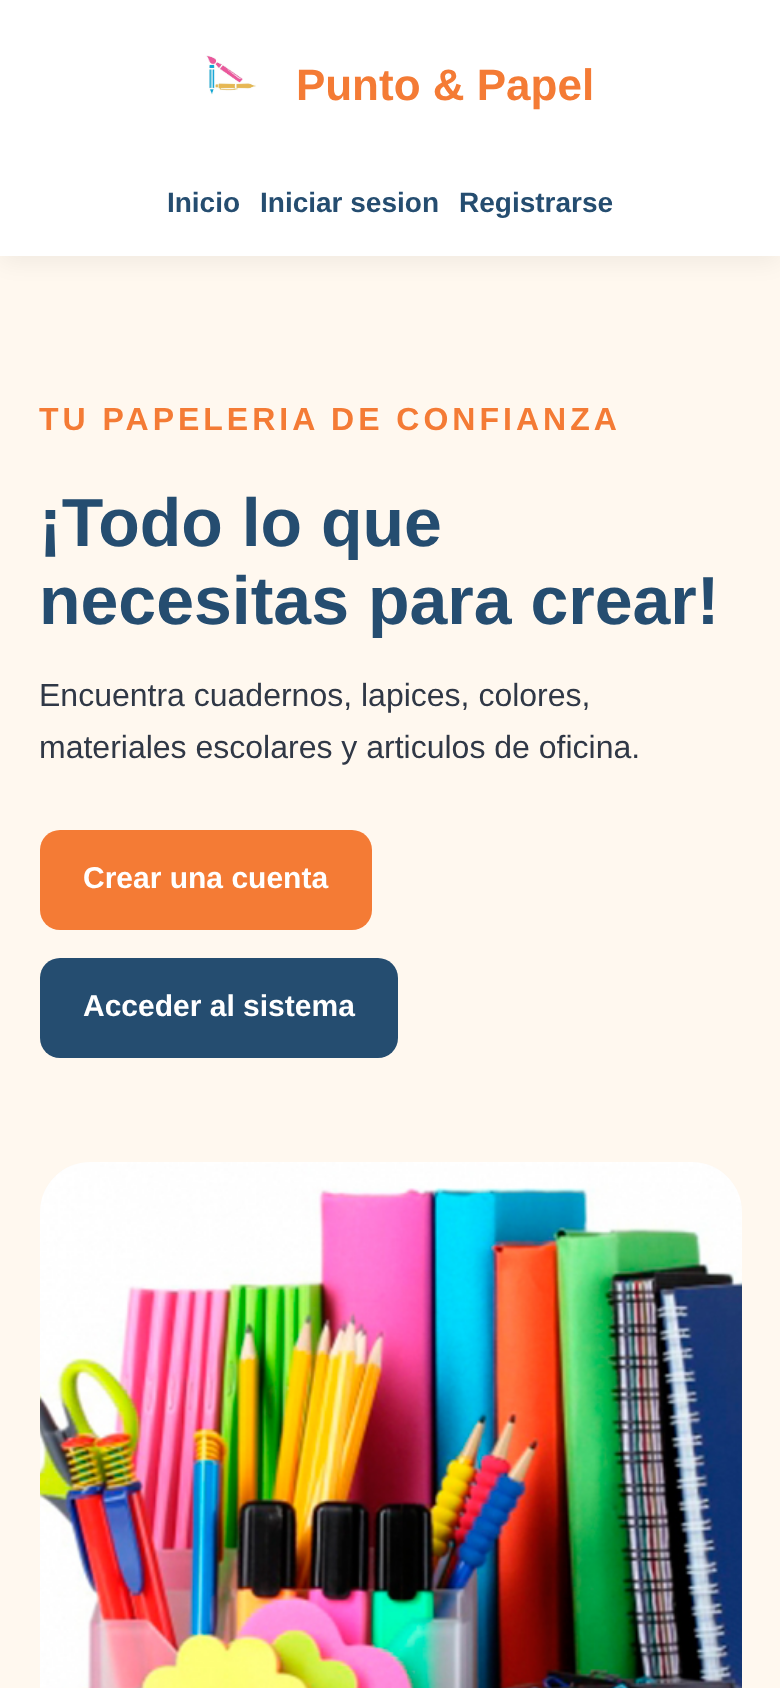 Punto & Papel
Inicio Iniciar sesion Registrarse
TU PAPELERIA DE CONFIANZA
¡Todo lo que
necesitas para crear!
Encuentra cuadernos, lapices, colores,
materiales escolares y articulos de oficina.
Crear una cuenta
Acceder al sistema